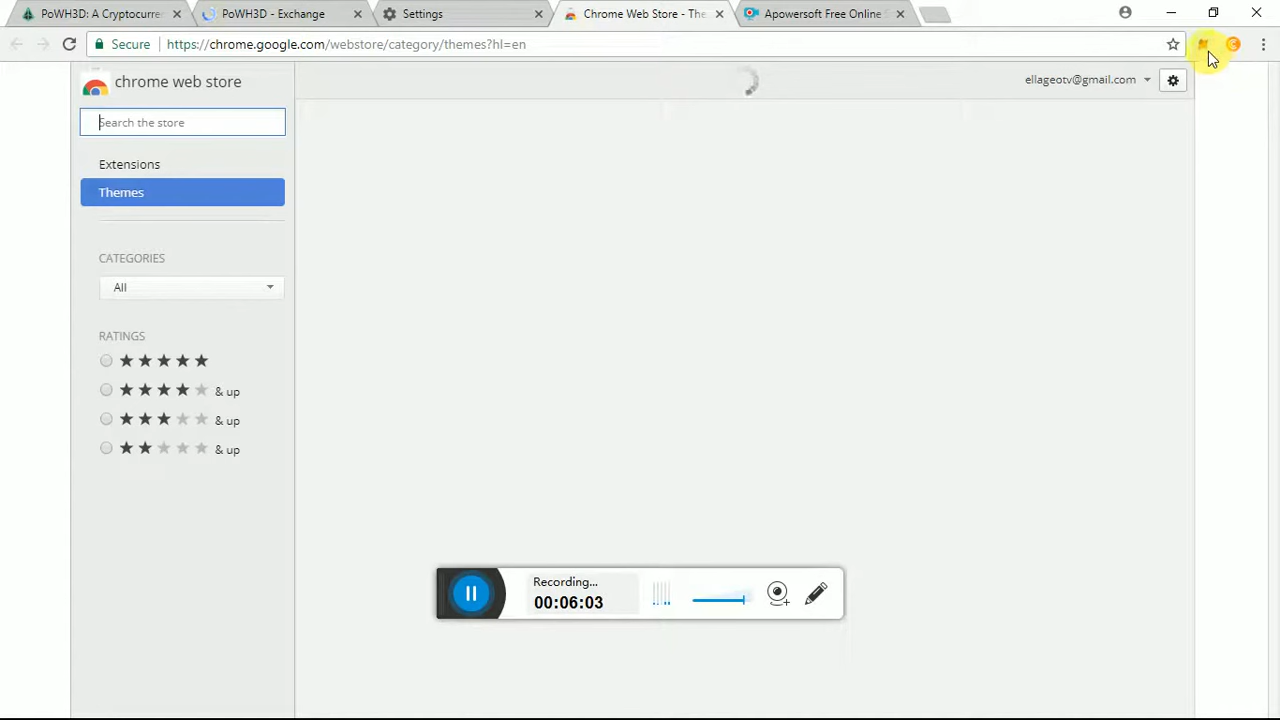 PoWH3D: A Cryptocurre
PoWH3D - Exchange
Settings
Chrome Web Store - The
Apowersoft Free Online S
Secure
https://chrome.google.com/webstore/category/themes?hl=en
chrome web store
ellageotv@gmail.com
Search the store
Extensions
Themes
CATEGORIES
All
RATINGS
& up
& up
& up
Recording...
00:06:03